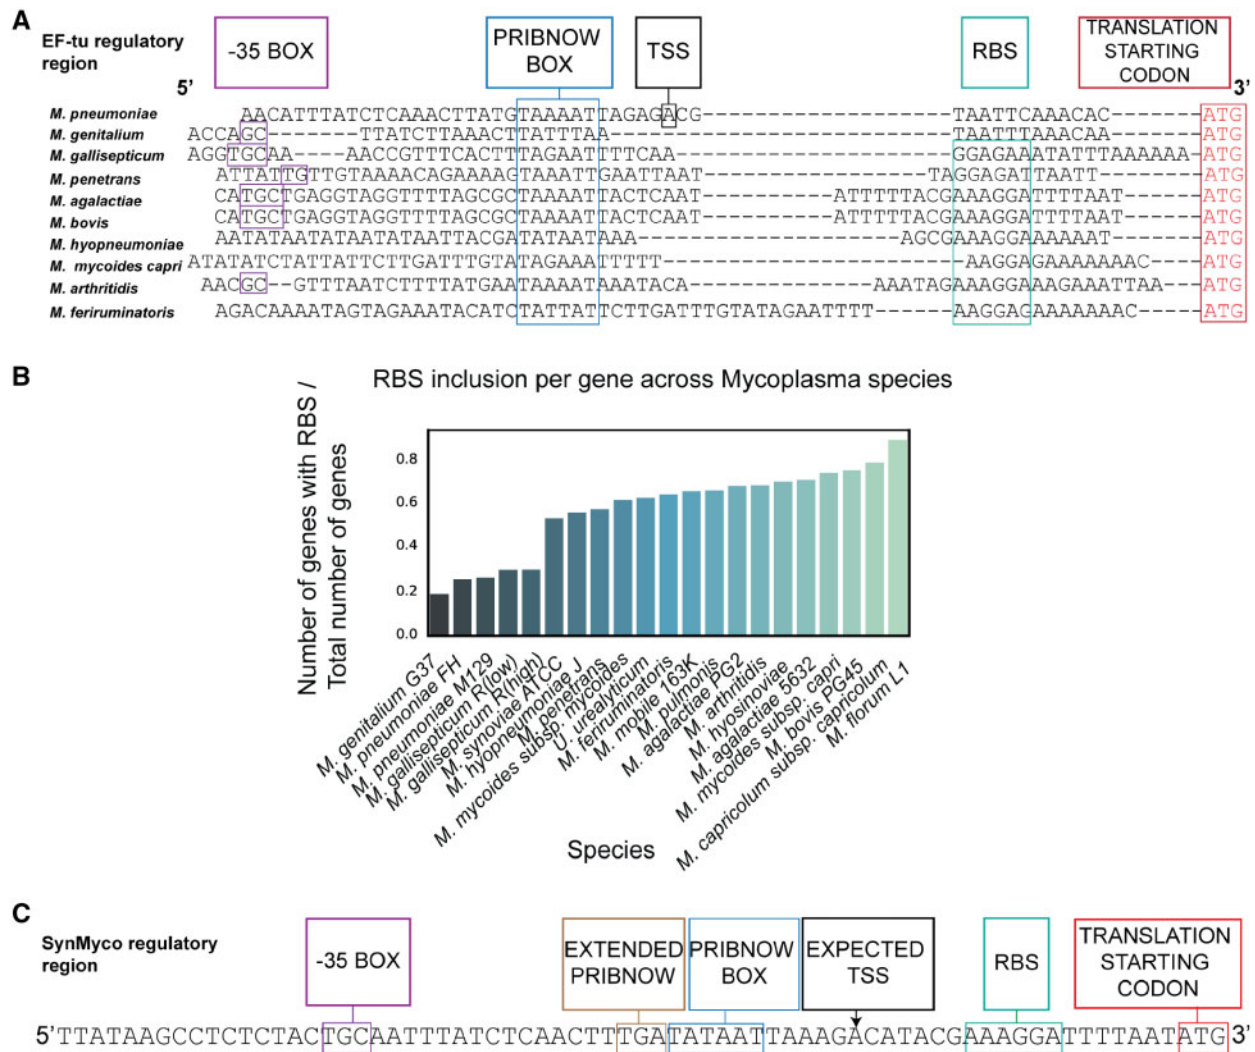 A
EF-tu regulatory region
-35 BOX
PRIBNOW BOX
TSS
RBS
TRANSLATION STARTING CODON
5’
3’
M. pneumoniae AACATTTATCTCAAACTTATGTAAAATTAGAGACG--------------------TAATTCAAACAC-------ATG
M. genitalium ACCAGC-------TTATCTTAAACTTATTTAA--------------------------TAATTTAAACAA-------ATG
M. gallisepticum AGGTGCAA----AACCGTTTCACTTTAGAATTTTCAA---------------------GGAGAAATATTTAAAAAA-ATG
M. penetrans ATTATTGTTGTAAAACAGAAAAGTAAATTGAATTAAT-----------------TAGGAGATTAATT--------ATG
M. agalactiae CATGCTGAGGTAGGTTTTAGCGCTAAAATTACTCAAT----------ATTTTTACGAAAGGATTTTAAT------ATG
M. bovis CATGCTGAGGTAGGTTTTAGCGCTAAAATTACTCAAT----------ATTTTTACGAAAGGATTTTAAT------ATG
M. hyopneumoniae AATATAATATAATATAATTACGATATAATAAA--------------------AGCGAAAGGAAAAAAT-------ATG
M. mycoides capri ATATATCTATTATTCTTGATTTGTATAGAAATTTTT-----------------------AAGGAGAAAAAAAC----ATG
M. arthritidis AACGC--GTTTAATCTTTTATGAATAAAATAAATACA------------AAATAGAAAGGAAAGAAATTAA---ATG
M. feriruminatoris AGACAAAATAGTAGAAATACATCTATTATTCTTGATTTGTATAGAATTTT------AAGGAGAAAAAAAC-----ATG
B
RBS inclusion per gene across Mycoplasma species
Number of genes with RBS /
Total number of genes
0.8
0.6
0.4
0.2
0.0
M. genitalium G37
M. pneumoniae FH
M. pneumoniae M129
M. gallisepticum R(low)
M. gallisepticum R(high)
M. synoviae ATCC
M. hyopneumoniae J
M. penetrans
M. mycoides subsp. mycoides
U. urealyticum
M. feriruminatoris
M. mobile 163K
M. pulmonis
M. agalactiae PG2
M. arthritidis
M. hyosinoviae
M. agalactiae 5632
M. mycoides subsp. capri
M. bovis PG45
M. capricolum subsp. capricolum
M. florum L1
Species
C
SynMyco regulatory region
-35 BOX
EXTENDED PRIBNOW
PRIBNOW BOX
EXPECTED TSS
RBS
TRANSLATION STARTING CODON
5’TTATAAGCCTCTCTACTGCAATTTATCTCAACTTTGATATAATTAAAGACATACGAAAGGATTTTAATATG3’